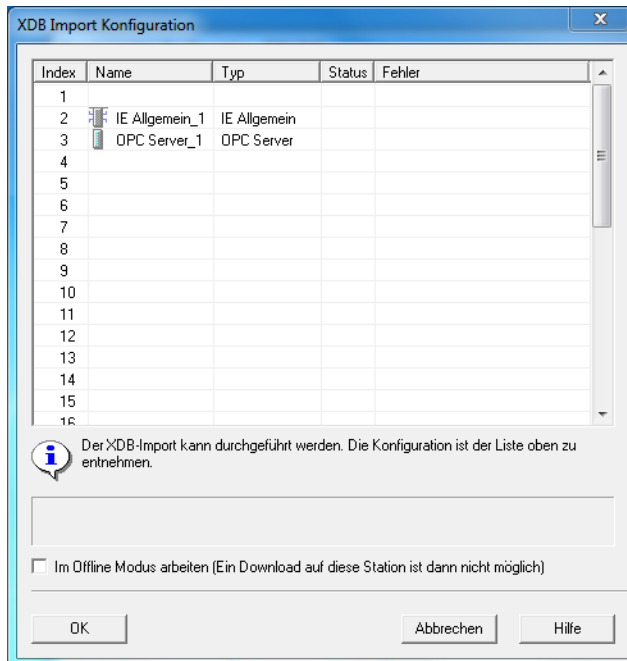 XDB Import Konfiguration
X
Index Name Typ Status Fehler
1
2 IE Allgemein_1 IE Allgemein
3 OPC Server_1 OPC Server
4
5
6
7
8
9
10
11
12
13
14
15
16
Der XDB-Import kann durchgeführt werden. Die Konfiguration ist der Liste oben zu
entnehmen.
Im Offline Modus arbeiten (Ein Download auf diese Station ist dann nicht möglich)
OK Abbrechen Hilfe